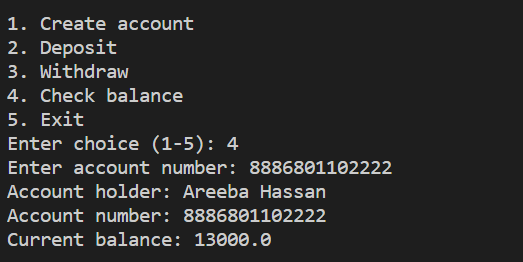 1. Create account
2. Deposit
3. Withdraw
4. Check balance
5. Exit
Enter choice (1-5): 4
Enter account number: 8886801102222
Account holder: Areeba Hassan
Account number: 8886801102222
Current balance: 13000.0